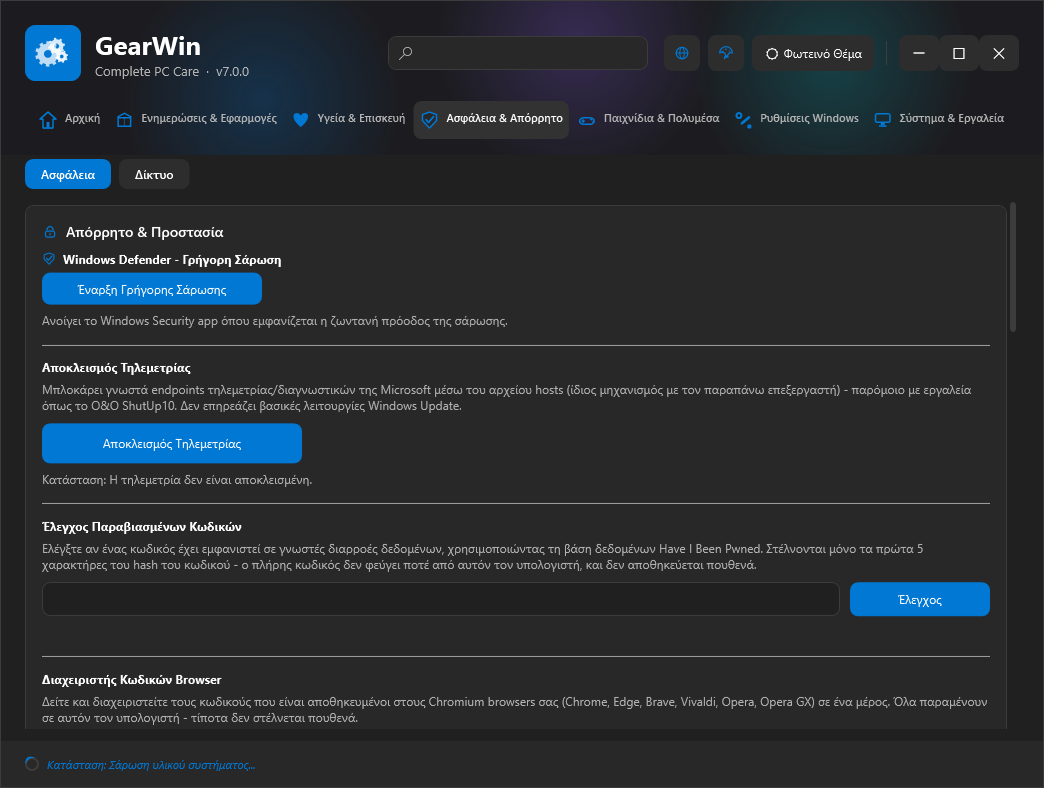 GearWin
Complete PC Care · v7.0.0
Φωτεινό Θέμα
Αρχική
Ενημερώσεις & Εφαρμογές
Υγεία & Επισκευή
Ασφάλεια & Απόρρητο
Παιχνίδια & Πολυμέσα
Ρυθμίσεις Windows
Σύστημα & Εργαλεία
Ασφάλεια
Δίκτυο
Απόρρητο & Προστασία
Windows Defender - Γρήγορη Σάρωση
Έναρξη Γρήγορης Σάρωσης
Ανοίγει το Windows Security app όπου εμφανίζεται η ζωντανή πρόοδος της σάρωσης.
Αποκλεισμός Τηλεμετρίας
Μπλοκάρει γνωστά endpoints τηλεμετρίας/διαγνωστικών της Microsoft μέσω του αρχείου hosts (ίδιος μηχανισμός με τον παραπάνω επεξεργαστή) - παρόμοιο με εργαλεία
όπως το O&O ShutUp10. Δεν επηρεάζει βασικές λειτουργίες Windows Update.
Αποκλεισμός Τηλεμετρίας
Κατάσταση: Η τηλεμετρία δεν είναι αποκλεισμένη.
Έλεγχος Παραβιασμένων Κωδικών
Ελέγξτε αν ένας κωδικός έχει εμφανιστεί σε γνωστές διαρροές δεδομένων, χρησιμοποιώντας τη βάση δεδομένων Have I Been Pwned. Στέλνονται μόνο τα πρώτα 5
χαρακτήρες του hash του κωδικού - ο πλήρης κωδικός δεν φεύγει ποτέ από αυτόν τον υπολογιστή, και δεν αποθηκεύεται πουθενά.
Έλεγχος
Διαχειριστής Κωδικών Browser
Δείτε και διαχειριστείτε τους κωδικούς που είναι αποθηκευμένοι στους Chromium browsers σας (Chrome, Edge, Brave, Vivaldi, Opera, Opera GX) σε ένα μέρος. Όλα παραμένουν
σε αυτόν τον υπολογιστή - τίποτα δεν στέλνεται πουθενά.
Κατάσταση: Σάρωση υλικού συστήματος...